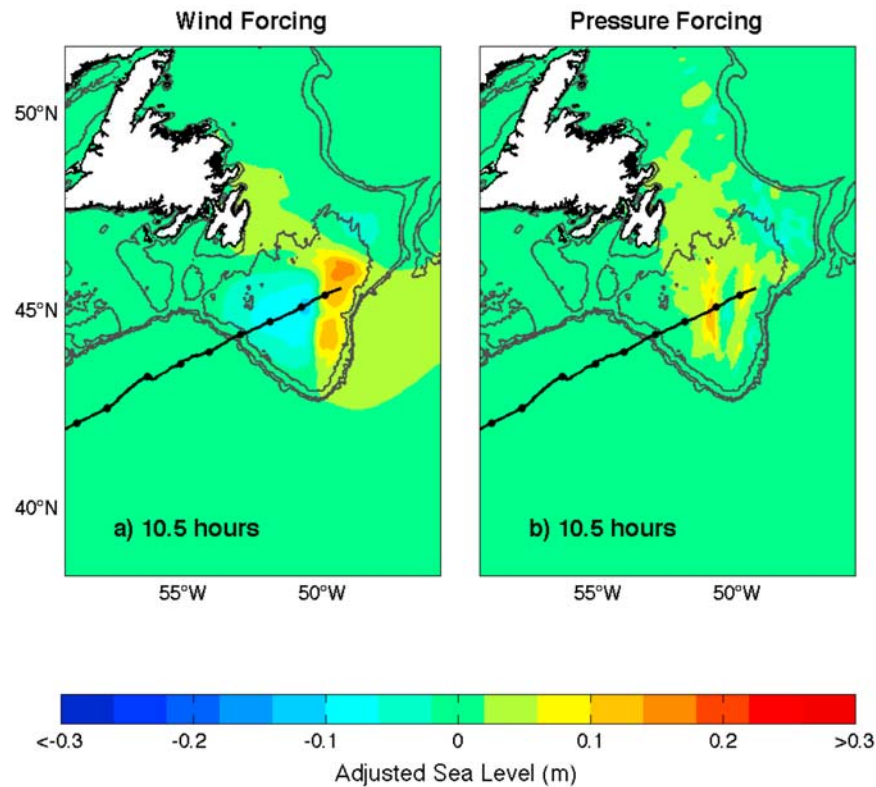 Wind Forcing Pressure Forcing
50°N
45°N
40°N
a) 10.5 hours b) 10.5 hours
55°W 50°W 55°W 50°W
<-0.3 -0.2 -0.1 0 0.1 0.2 >0.3
Adjusted Sea Level (m)